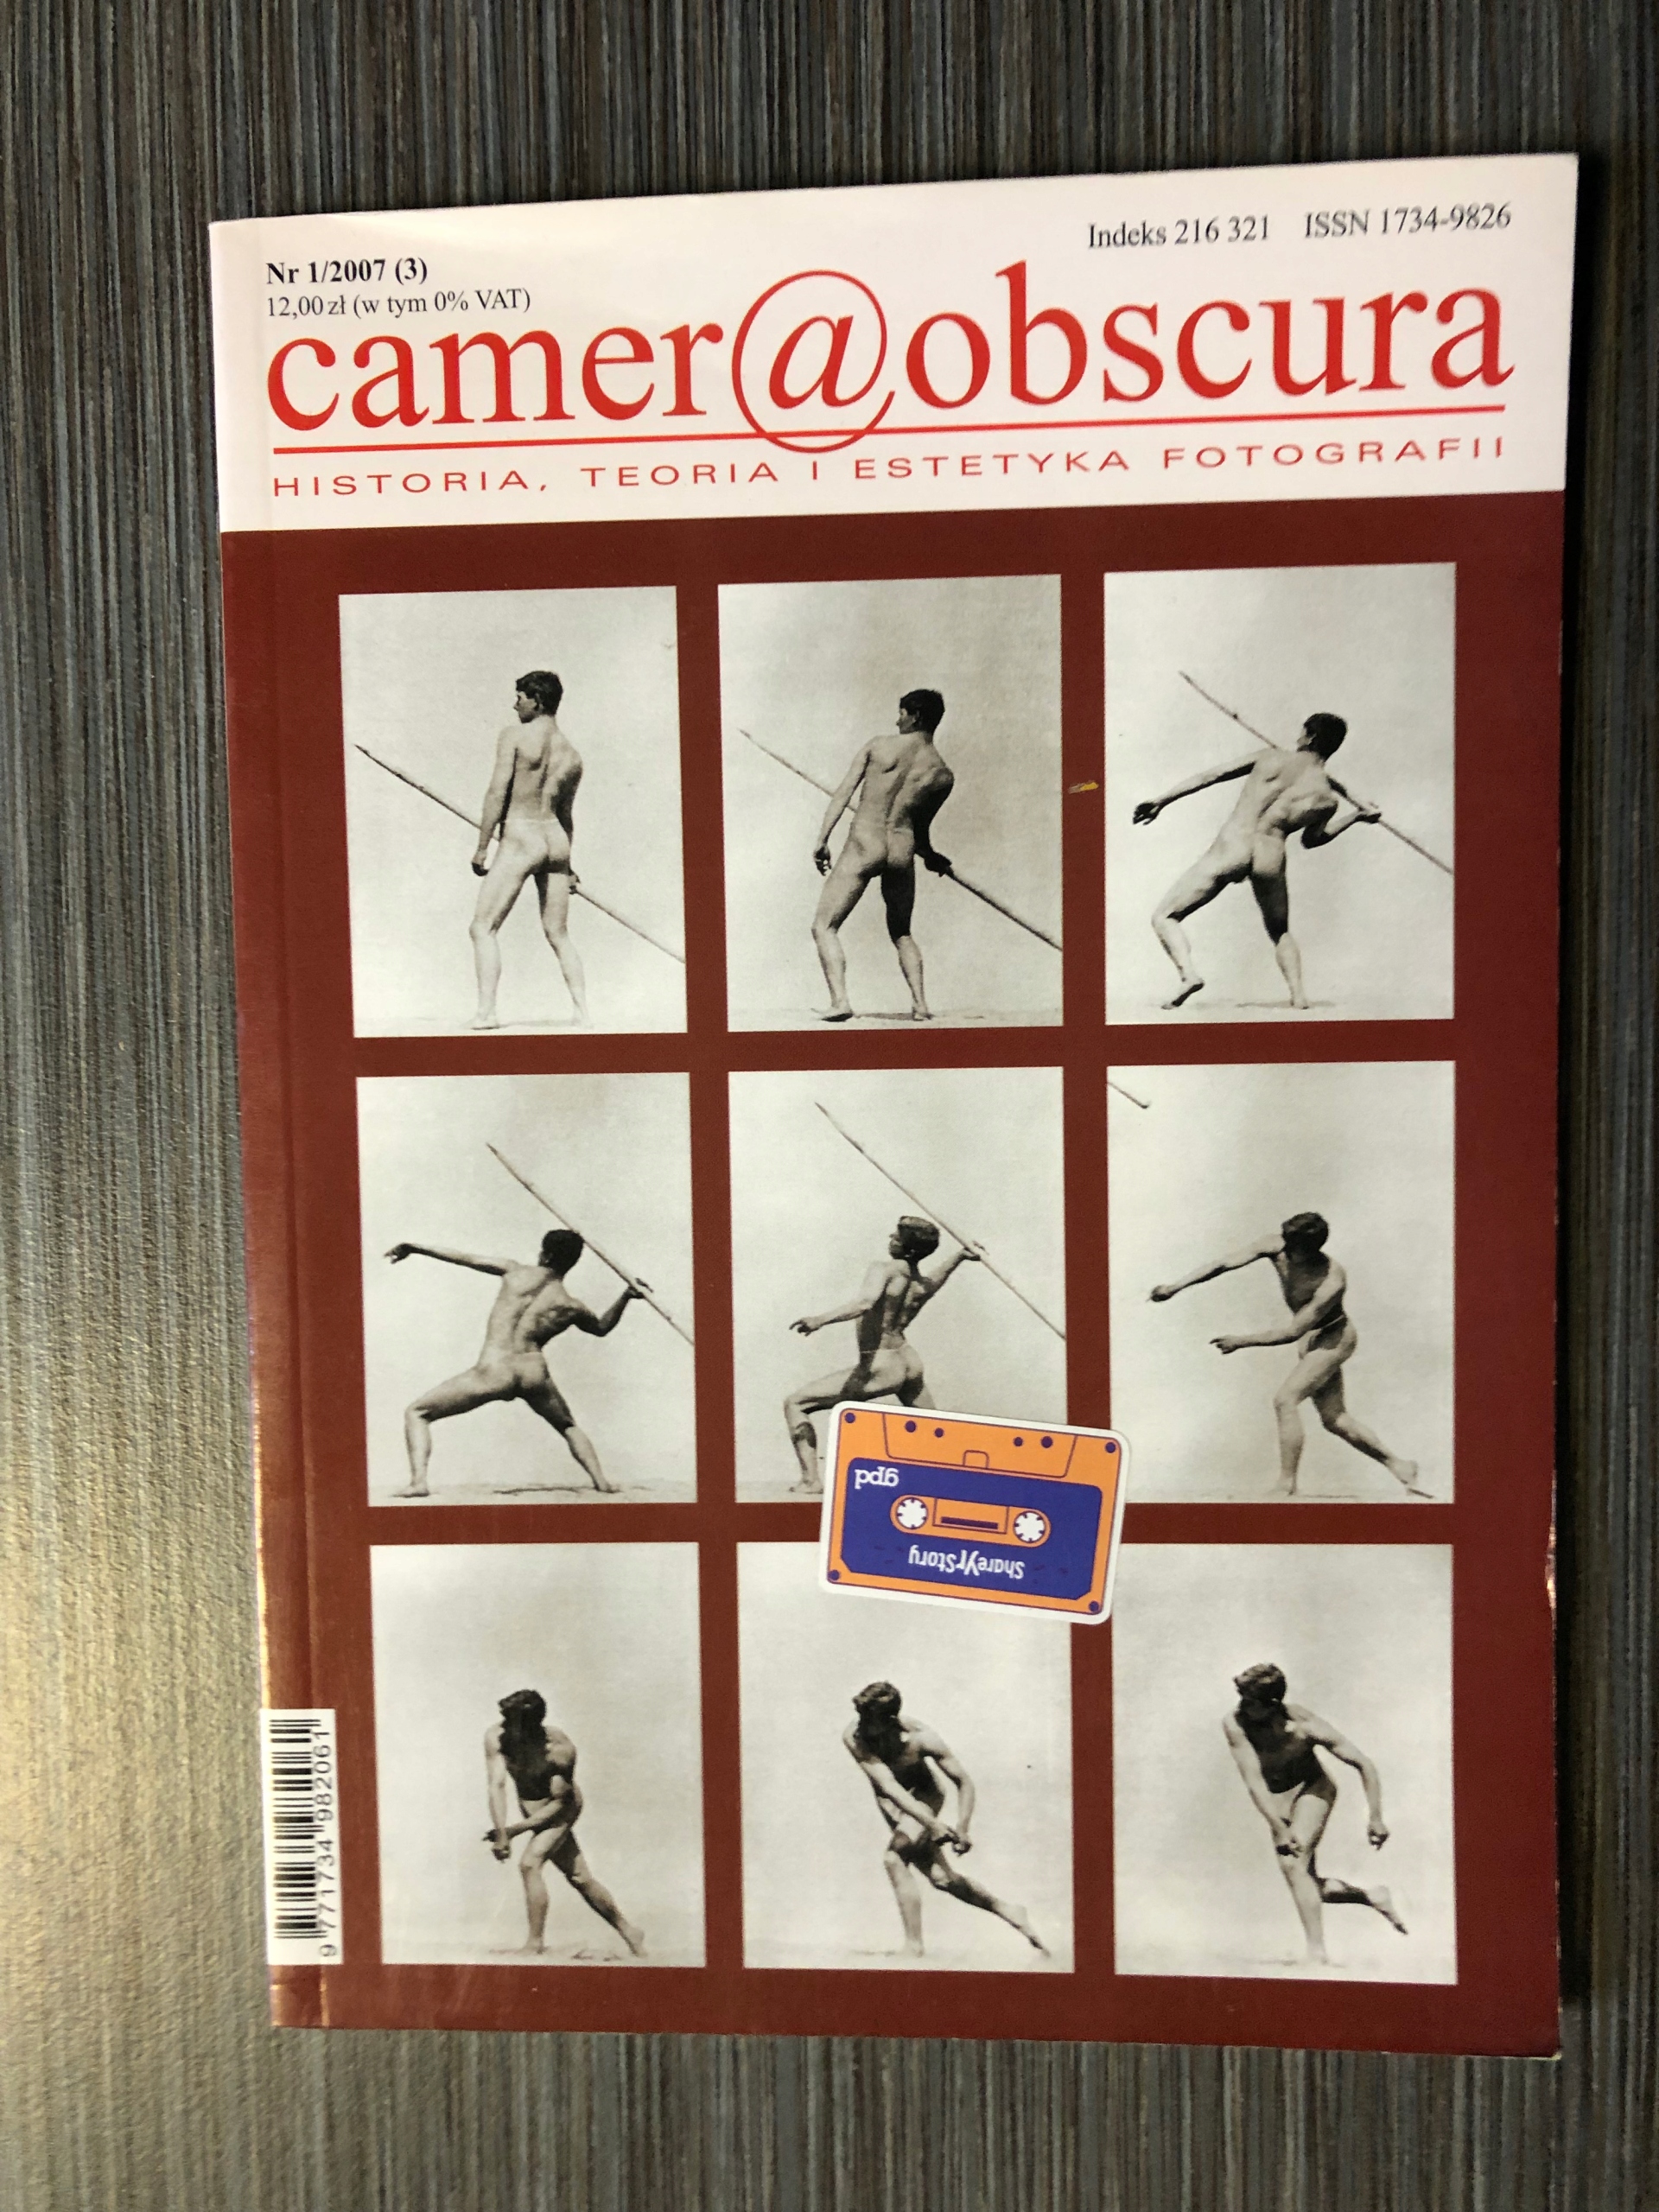 Indeks 216 321 ISSN 1734-9826
Nr 1/2007 (3)
12,00 zł (w tym 0% VAT)
camer@obscura
HISTORIA, TEORIA I ESTETYKA FOTOGRAFII
gpd
ShareYrStory
9 771734 982061